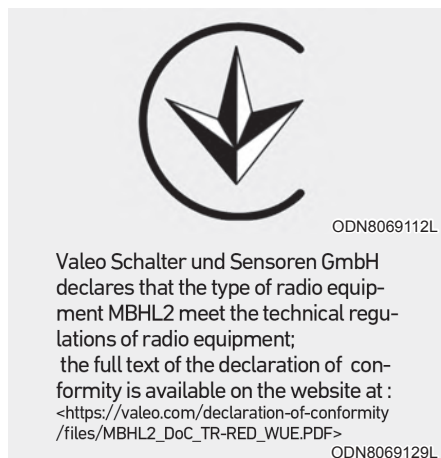 ODN8069112L
Valeo Schalter und Sensoren GmbH
declares that the type of radio equip-
ment MBHL2 meet the technical regu-
lations of radio equipment;
the full text of the declaration of con-
formity is available on the website at :
<https://valeo.com/declaration-of-conformity
/files/MBHL2_DoC_TR-RED_WUE.PDF>
ODN8069129L